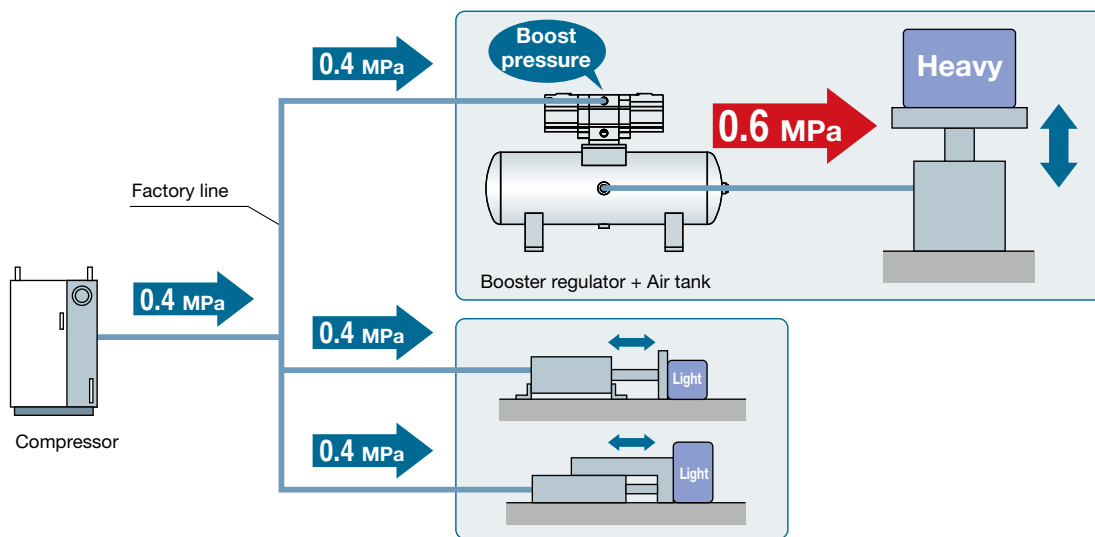 0.4 MPa
Boost
pressure
Heavy
0.6 MPa
Factory line
Booster regulator + Air tank
0.4 MPa
0.4 MPa
Light
Compressor
0.4 MPa
Light